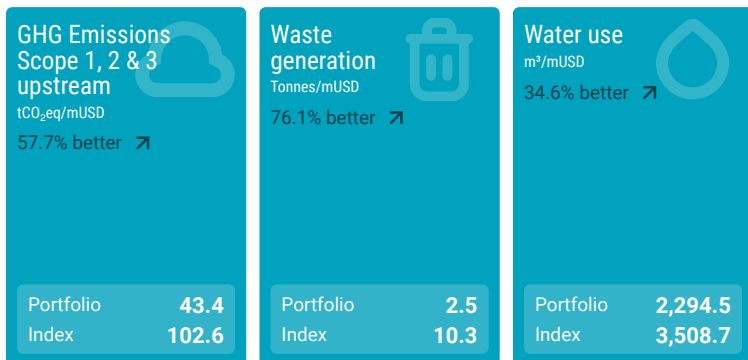 GHG Emissions
Scope 1, 2 & 3
upstream
tCO₂eq/mUSD
57.7% better
Portfolio 43.4
Index 102.6
Waste
generation
Tonnes/mUSD
76.1% better
Portfolio 2.5
Index 10.3
Water use
m³/mUSD
34.6% better
Portfolio 2,294.5
Index 3,508.7